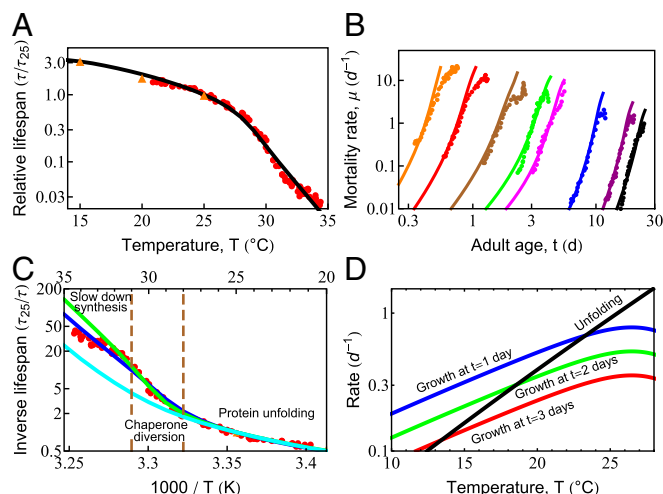 A
Relative lifespan (τ/τ25)
3.0
1.0
0.3
0.1
0.03
15 20 25 30 35
Temperature, T (°C)
B
Mortality rate, μ (d⁻¹)
10
1
0.1
0.01
0.3 1 3 10 30
Adult age, t (d)
C
35 30 25 20
Inverse lifespan (τ25/τ)
200
50
20
5
2
0.5
Slow down
synthesis
Chaperone
diversion
Protein unfolding
3.25 3.3 3.35 3.4
1000 / T (K)
D
Rate (d⁻¹)
1
0.3
0.1
Unfolding
Growth at t=1 day
Growth at t=2 days
Growth at t=3 days
10 15 20 25
Temperature, T (°C)